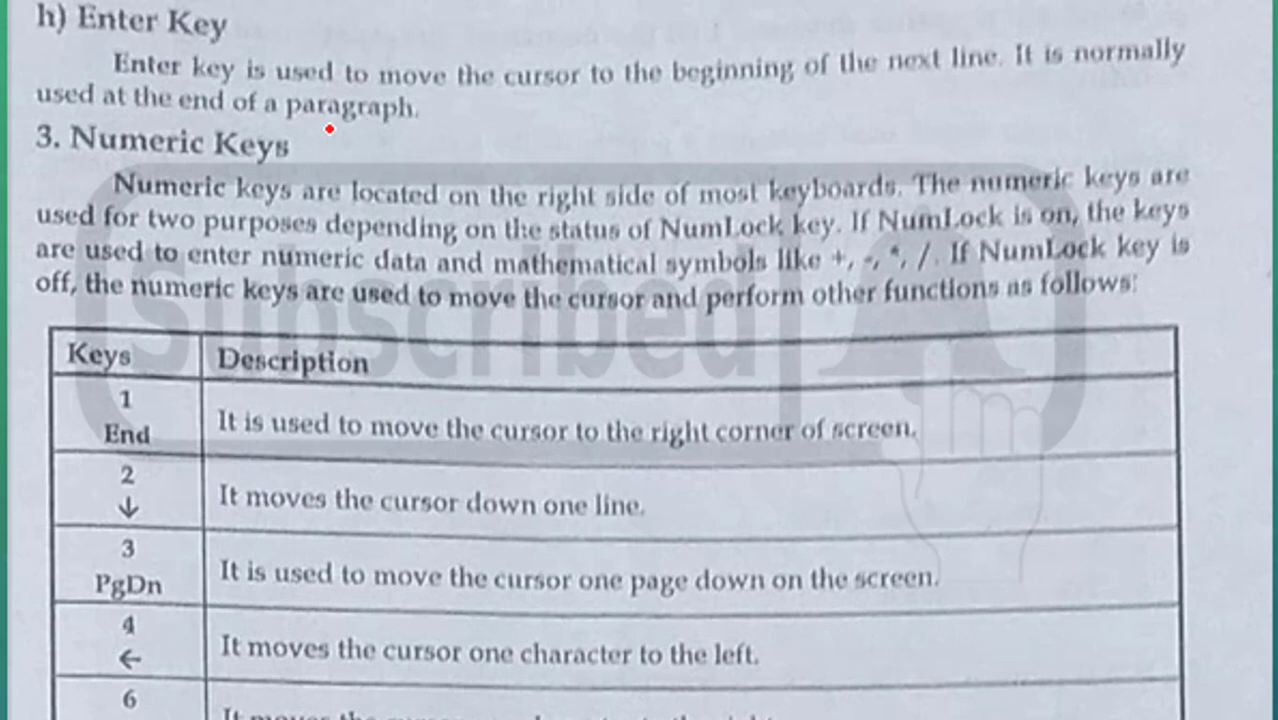 h) Enter Key
Enter key is used to move the cursor to the beginning of the next line. It is normally
used at the end of a paragraph.
3. Numeric Keys
Numeric keys are located on the right side of most keyboards. The numeric keys are
used for two purposes depending on the status of NumLock key. If NumLock is on, the keys
are used to enter numeric data and mathematical symbols like +, -, *, /. If NumLock key is
off, the numeric keys are used to move the cursor and perform other functions as follows:
Subscribed
Keys Description
1
End
It is used to move the cursor to the right corner of screen.
2
↓
It moves the cursor down one line.
3
PgDn
It is used to move the cursor one page down on the screen.
4
←
It moves the cursor one character to the left.
6
It moves the cursor